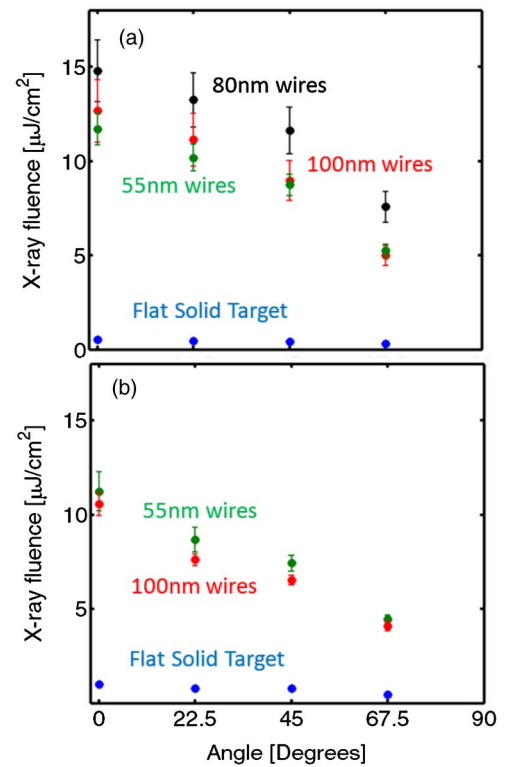 (a)
15
10
5
0
X-ray fluence [μJ/cm²]
80nm wires
100nm wires
55nm wires
Flat Solid Target
(b)
15
10
5
X-ray fluence [μJ/cm²]
55nm wires
100nm wires
Flat Solid Target
0 22.5 45 67.5 90
Angle [Degrees]